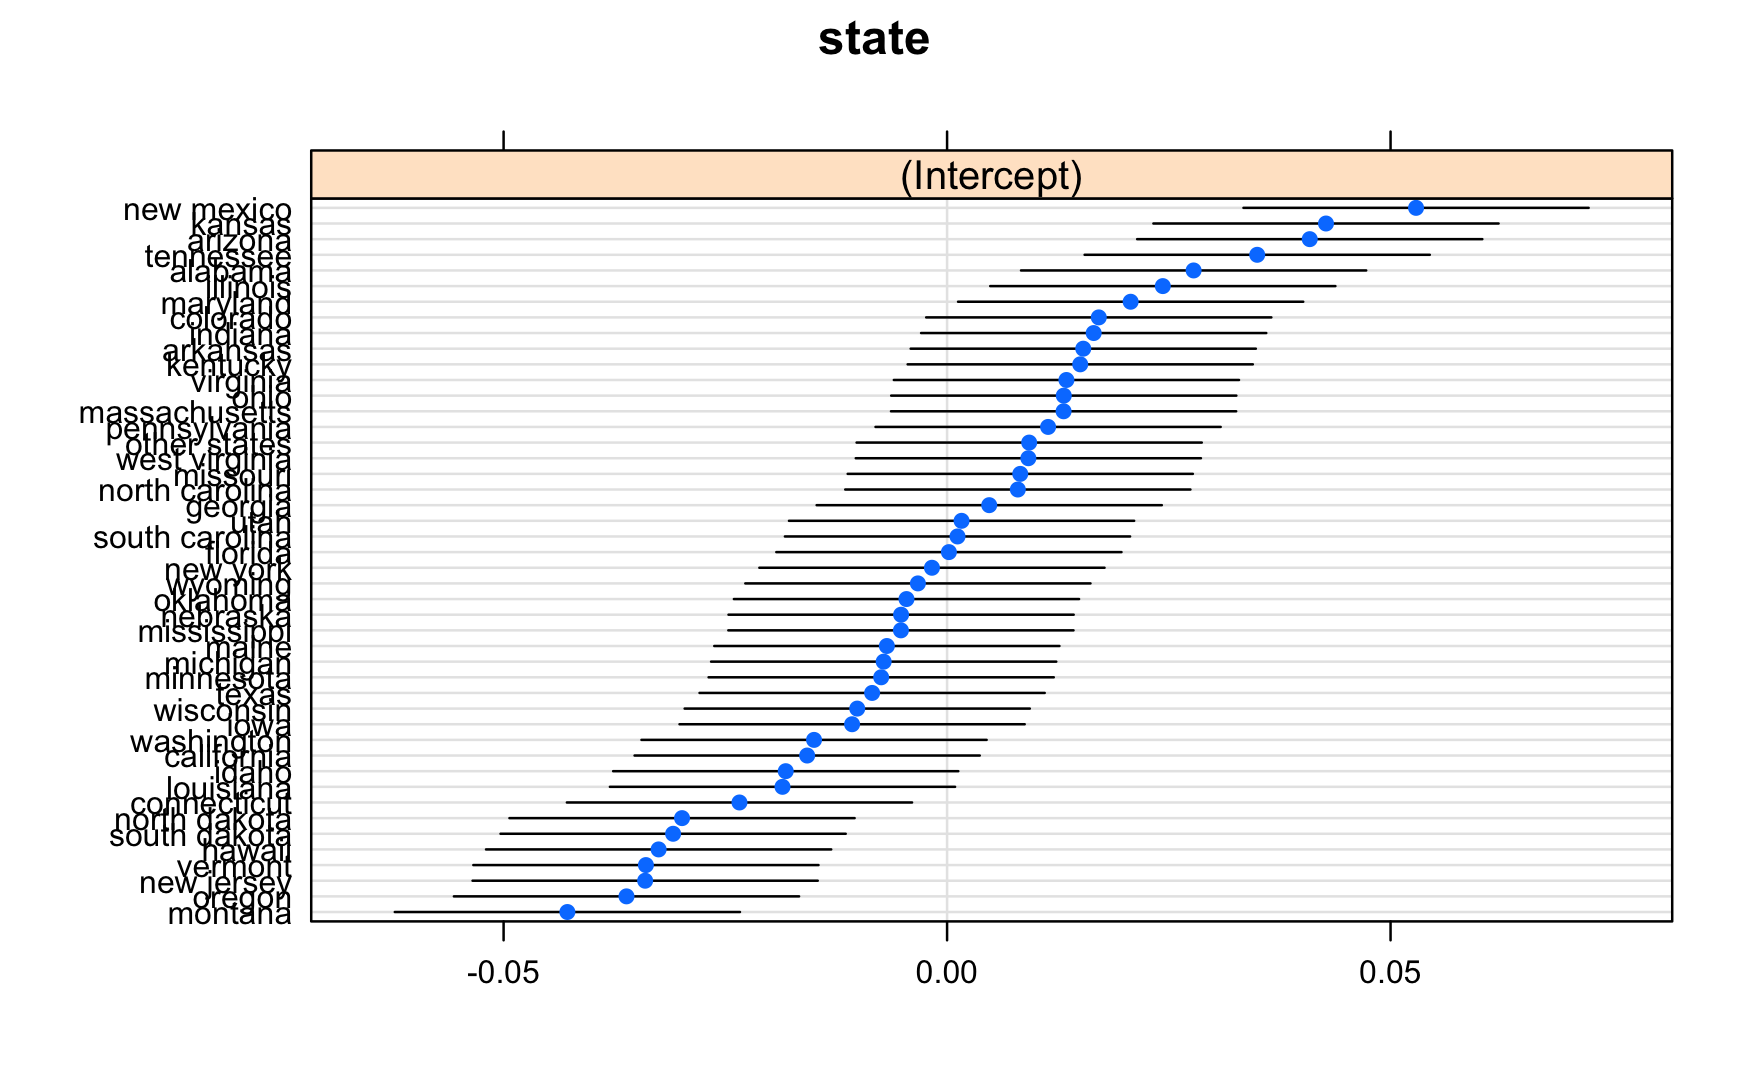 state
(Intercept)
new mexico
kansas
arizona
tennessee
alabama
illinois
maryland
colorado
indiana
arkansas
kentucky
virginia
ohio
massachusetts
pennsylvania
other states
west virginia
missouri
north carolina
georgia
utah
south carolina
florida
new york
wyoming
oklahoma
nebraska
mississippi
maine
michigan
minnesota
texas
wisconsin
iowa
washington
california
idaho
louisiana
connecticut
north dakota
south dakota
hawaii
vermont
new jersey
oregon
montana
-0.05 0.00 0.05